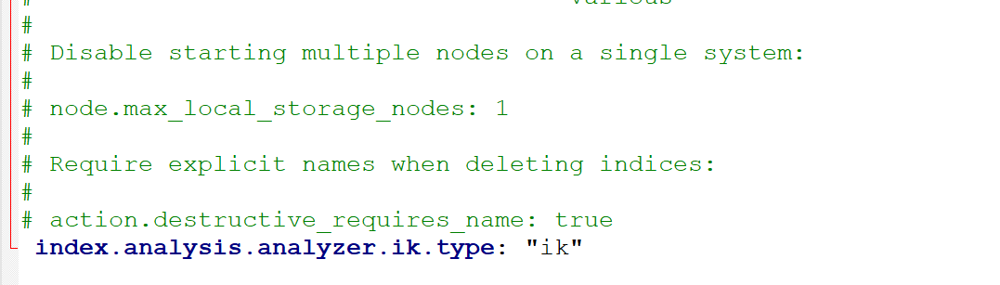 #
# Disable starting multiple nodes on a single system:
#
# node.max_local_storage_nodes: 1
#
# Require explicit names when deleting indices:
#
# action.destructive_requires_name: true
index.analysis.analyzer.ik.type: "ik"